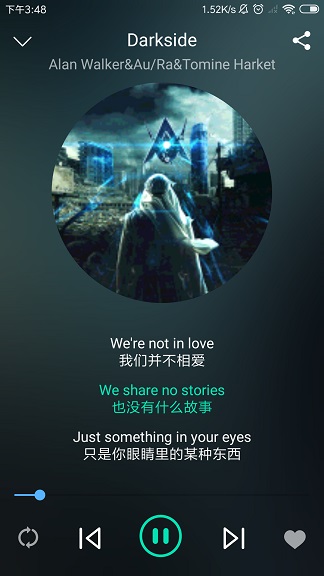 下午3:48
1.52K/s
Darkside
Alan Walker&Au/Ra&Tomine Harket
We're not in love
我们并不相爱
We share no stories
也没有什么故事
Just something in your eyes
只是你眼睛里的某种东西